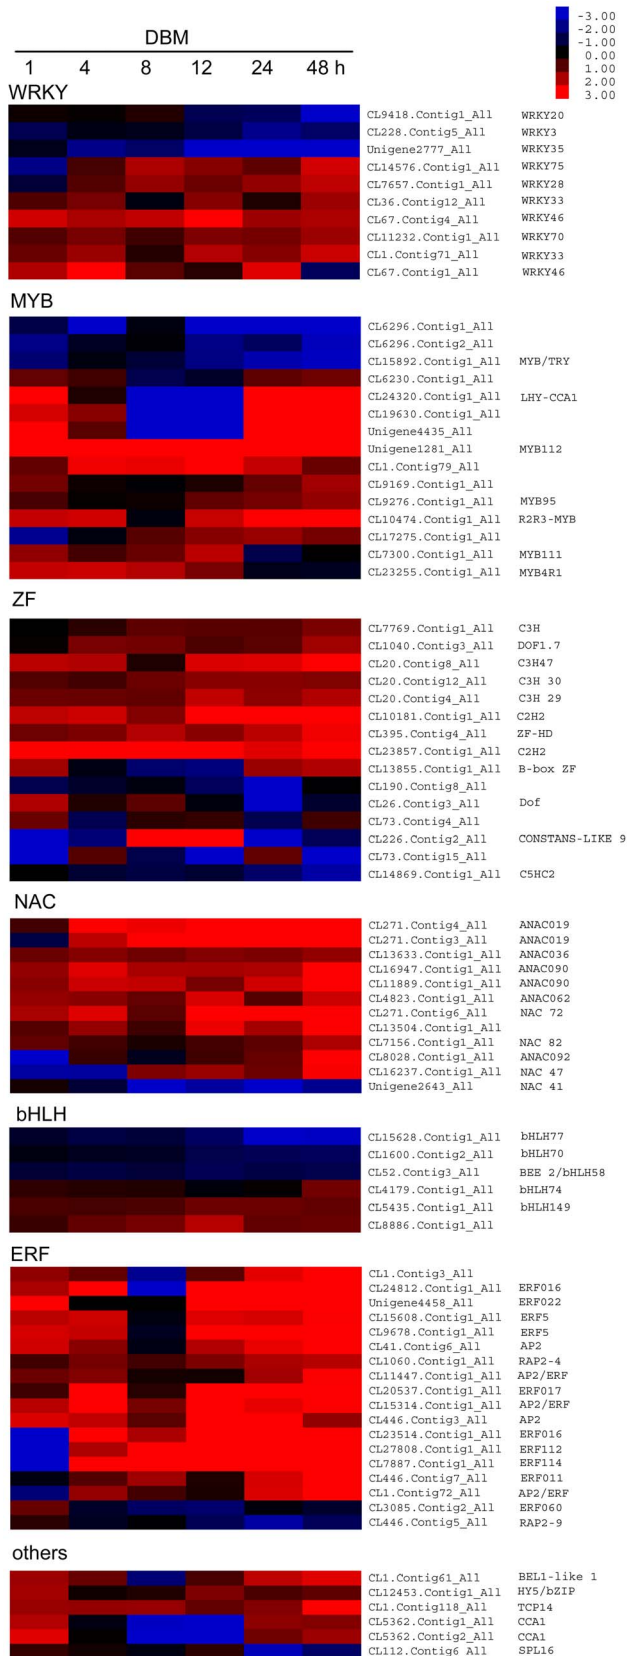 DBM
1 4 8 12 24 48 h
-3.00
-1.00
0.00
1.00
2.00
3.00
WRKY
CL9418.Contig1_All WRKY20
CL228.Contig5_All WRKY3
Unigene2777_All WRKY35
CL14576.Contig1_All WRKY75
CL7657.Contig1_All WRKY28
CL36.Contig12_All WRKY33
CL67.Contig4_All WRKY46
CL11232.Contig1_All WRKY70
CL1.Contig71_All WRKY33
CL67.Contig1_All WRKY46
MYB
CL6296.Contig1_All
CL6296.Contig2_All
CL15892.Contig1_All MYB/TRY
CL6230.Contig1_All
CL24320.Contig1_All LHY-CCA1
CL19630.Contig1_All
Unigene4435_All
Unigene1281_All MYB112
CL1.Contig79_All
CL9169.Contig1_All
CL9276.Contig1_All MYB95
CL10474.Contig1_All R2R3-MYB
CL17275.Contig1_All
CL7300.Contig1_All MYB111
CL23255.Contig1_All MYB4R1
ZF
CL7769.Contig1_All C3H
CL1040.Contig3_All DOF1.7
CL20.Contig8_All C3H47
CL20.Contig12_All C3H 30
CL20.Contig4_All C3H 29
CL10181.Contig1_All C2H2
CL395.Contig4_All ZF-HD
CL23857.Contig1_All C2H2
CL13855.Contig1_All B-box ZF
CL190.Contig8_All
CL26.Contig3_All Dof
CL73.Contig4_All
CL226.Contig2_All CONSTANS-LIKE 9
CL73.Contig15_All
CL14869.Contig1_All C5HC2
NAC
CL271.Contig4_All ANAC019
CL271.Contig3_All ANAC019
CL13633.Contig1_All ANAC036
CL16947.Contig1_All ANAC090
CL11889.Contig1_All ANAC090
CL4823.Contig1_All ANAC062
CL271.Contig6_All NAC 72
CL13504.Contig1_All
CL7156.Contig1_All NAC 82
CL8028.Contig1_All ANAC092
CL16237.Contig1_All NAC 47
Unigene2643_All NAC 41
bHLH
CL15628.Contig1_All bHLH77
CL1600.Contig2_All bHLH70
CL52.Contig3_All BEE 2/bHLH58
CL4179.Contig1_All bHLH74
CL5435.Contig1_All bHLH149
CL8886.Contig1_All
ERF
CL1.Contig3_All
CL24812.Contig1_All ERF016
Unigene4458_All ERF022
CL15608.Contig1_All ERF5
CL9678.Contig1_All ERF5
CL41.Contig6_All AP2
CL1060.Contig1_All RAP2-4
CL11447.Contig1_All AP2/ERF
CL20537.Contig1_All ERF017
CL15314.Contig1_All AP2/ERF
CL446.Contig3_All AP2
CL23514.Contig1_All ERF016
CL27808.Contig1_All ERF112
CL7887.Contig1_All ERF114
CL446.Contig7_All ERF011
CL1.Contig72_All AP2/ERF
CL3085.Contig2_All ERF060
CL446.Contig5_All RAP2-9
others
CL1.Contig61_All BEL1-like 1
CL12453.Contig1_All HY5/bZIP
CL1.Contig118_All TCP14
CL5362.Contig1_All CCA1
CL5362.Contig2_All CCA1
CL112.Contig6_All SPL16